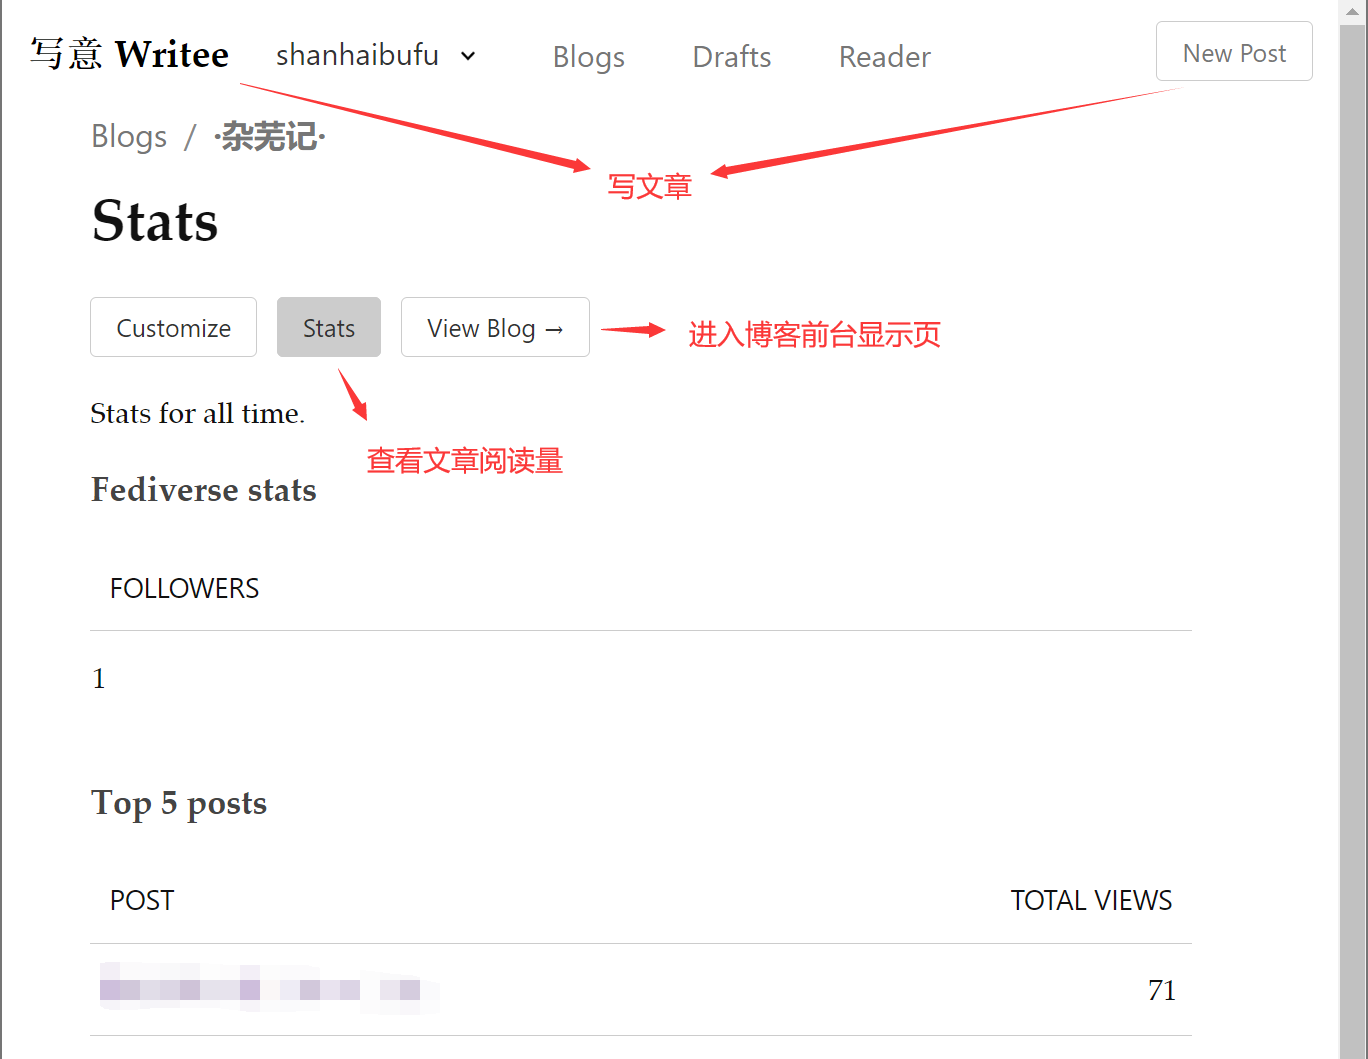 写意 Writee shanhaibufu Blogs Drafts Reader New Post
Blogs / ·杂芜记·
写文章
Stats
Customize Stats View Blog → 进入博客前台显示页
Stats for all time.
查看文章阅读量
Fediverse stats
FOLLOWERS
1
Top 5 posts
POST TOTAL VIEWS
71